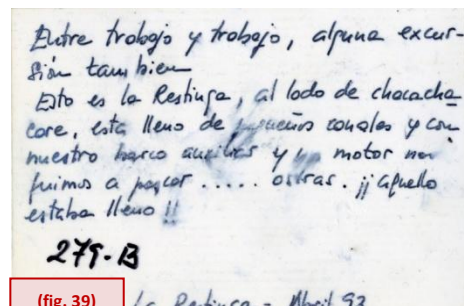 Entre trabajo y trabajo, alguna excur-
sión tambien
Esto es la Restinga, al lado de chacacha
core, esta lleno de pequeños canales y con
nuestro barco auxiliar y motor nos
fuimos a pescar ..... ostras. ¡¡ aquello
estaba lleno !!
279-B
(fig. 39)
La Restinga - Abril 93